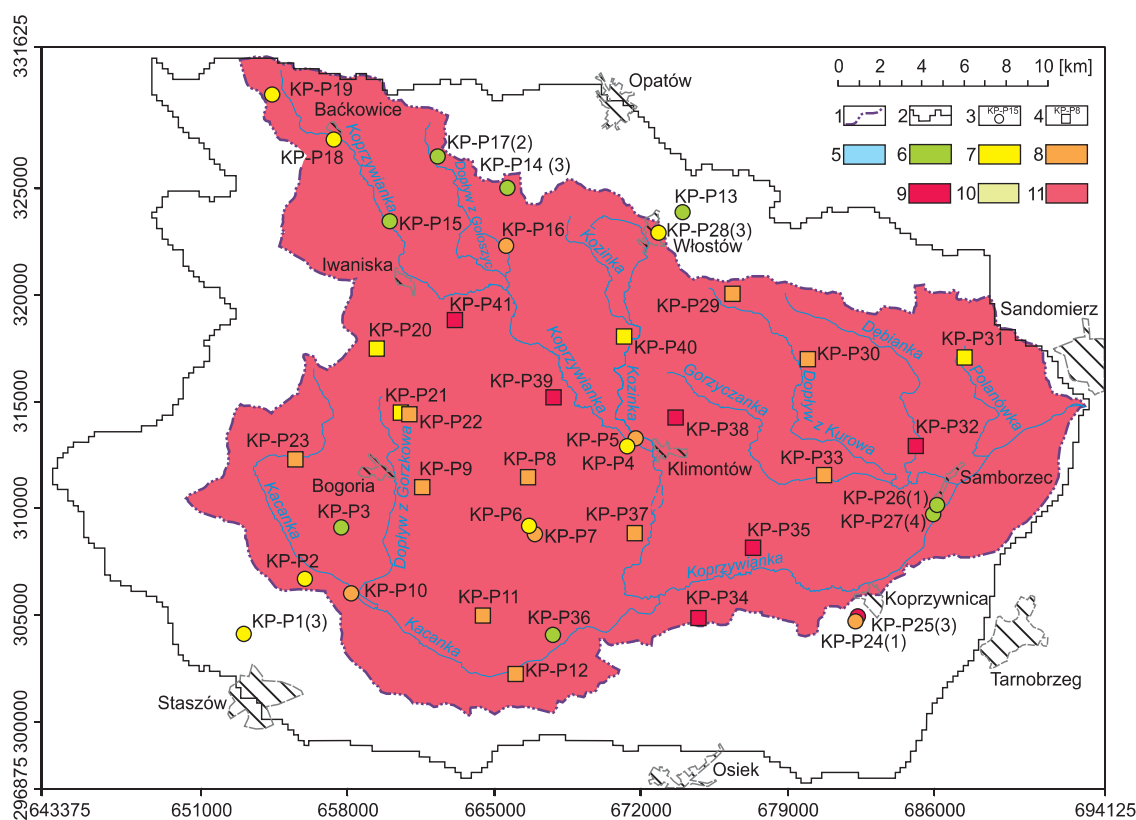 331625
325000
320000
315000
310000
305000
300000
296875
643375
651000
658000
665000
672000
679000
686000
694125
0 2 4 6 8 10 [km]
1
2
3 KP-P15
4 KP-P8
5
6
7
8
9
10
11
Opatów
KP-P19
Baćkowice
KP-P18
Koprzywianka
KP-P17(2)
KP-P14 (3)
Dopływ z Gołoszyc
KP-P15
KP-P16
KP-P13
KP-P28(3)
Włostów
Kozinka
Iwaniska
KP-P41
KP-P29
Sandomierz
KP-P20
Koprzywianka
KP-P40
KP-P30
Dęblanka
KP-P31
Polanówka
KP-P39
Kozinka
Gorzyczanka
Dopływ z Kurowa
KP-P21
KP-P22
KP-P38
KP-P32
KP-P23
KP-P5
KP-P4
Klimontów
KP-P8
KP-P33
Samborzec
Bogoria
KP-P9
Dopływ z Gorzkowa
Kacanka
KP-P3
KP-P6
KP-P7
KP-P37
KP-P26(1)
KP-P27(4)
KP-P35
Koprzywianka
KP-P2
KP-P10
KP-P11
KP-P34
Koprzywnica
KP-P1(3)
KP-P36
KP-P25(3)
KP-P24(1)
Kacanka
KP-P12
Staszów
Tarnobrzeg
Osiek